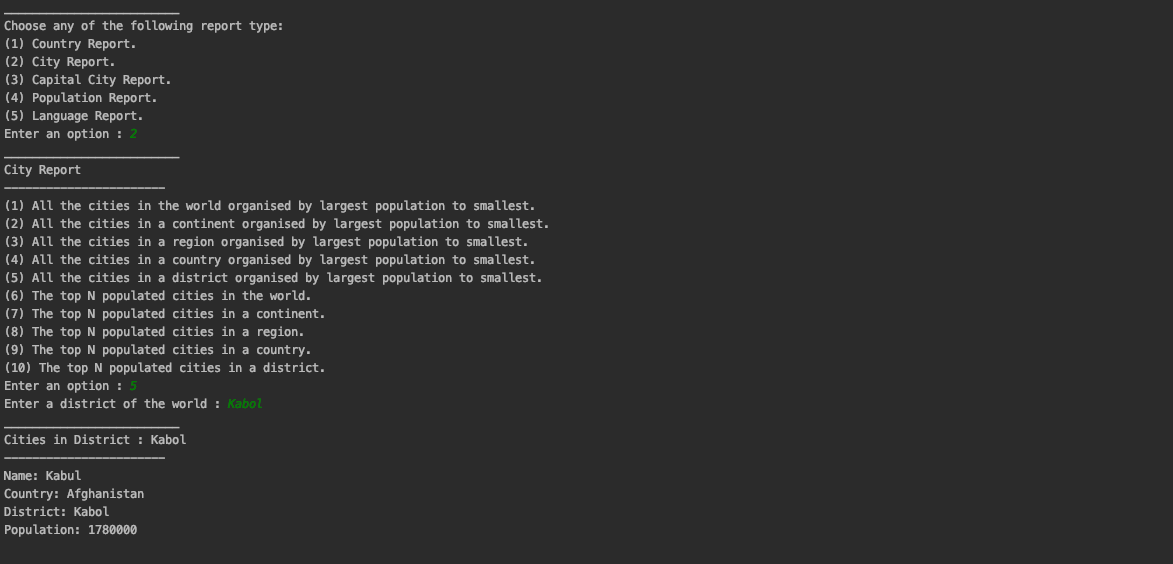 Choose any of the following report type:
(1) Country Report.
(2) City Report.
(3) Capital City Report.
(4) Population Report.
(5) Language Report.
Enter an option : 2
City Report
-----------------------
(1) All the cities in the world organised by largest population to smallest.
(2) All the cities in a continent organised by largest population to smallest.
(3) All the cities in a region organised by largest population to smallest.
(4) All the cities in a country organised by largest population to smallest.
(5) All the cities in a district organised by largest population to smallest.
(6) The top N populated cities in the world.
(7) The top N populated cities in a continent.
(8) The top N populated cities in a region.
(9) The top N populated cities in a country.
(10) The top N populated cities in a district.
Enter an option : 5
Enter a district of the world : Kabol
Cities in District : Kabol
-----------------------
Name: Kabul
Country: Afghanistan
District: Kabol
Population: 1780000